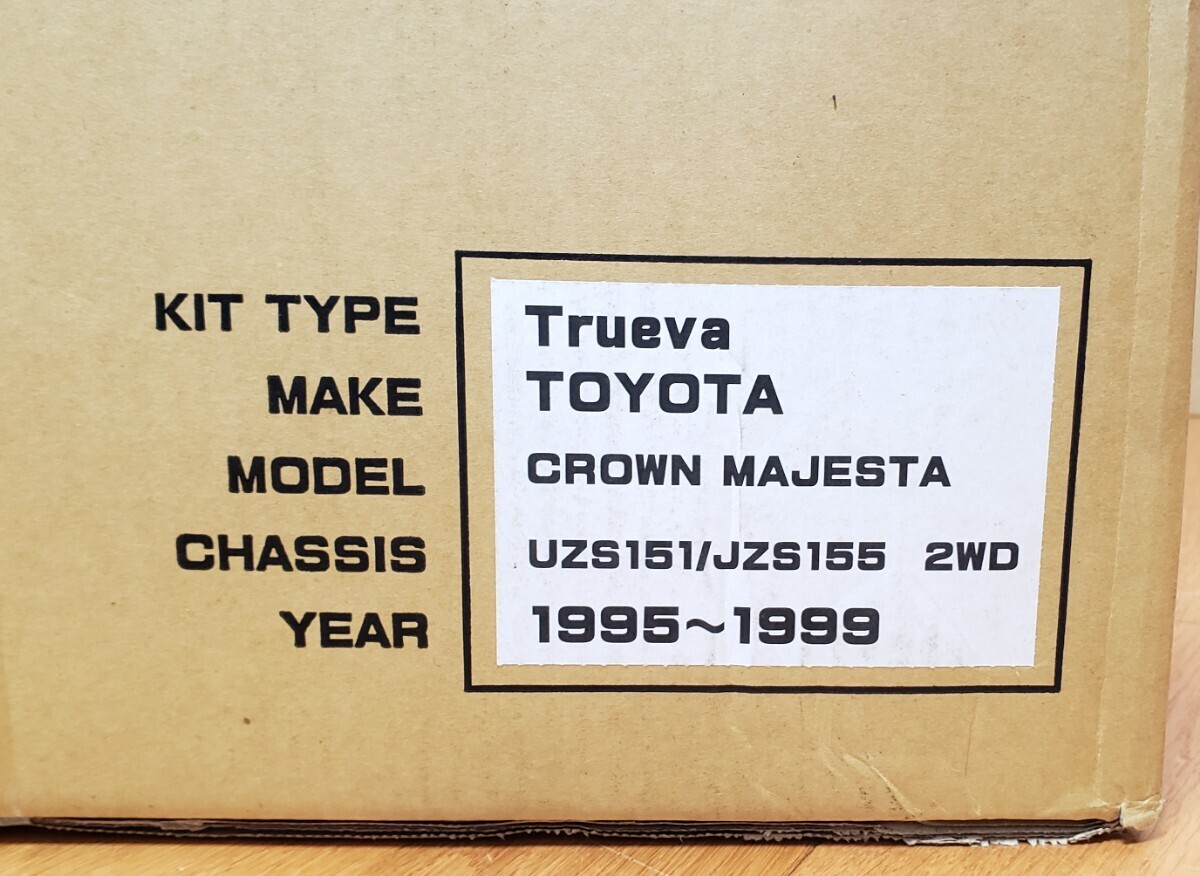 KIT TYPE Trueva
MAKE TOYOTA
MODEL CROWN MAJESTA
CHASSIS UZS151/JZS155 2WD
YEAR 1995~1999